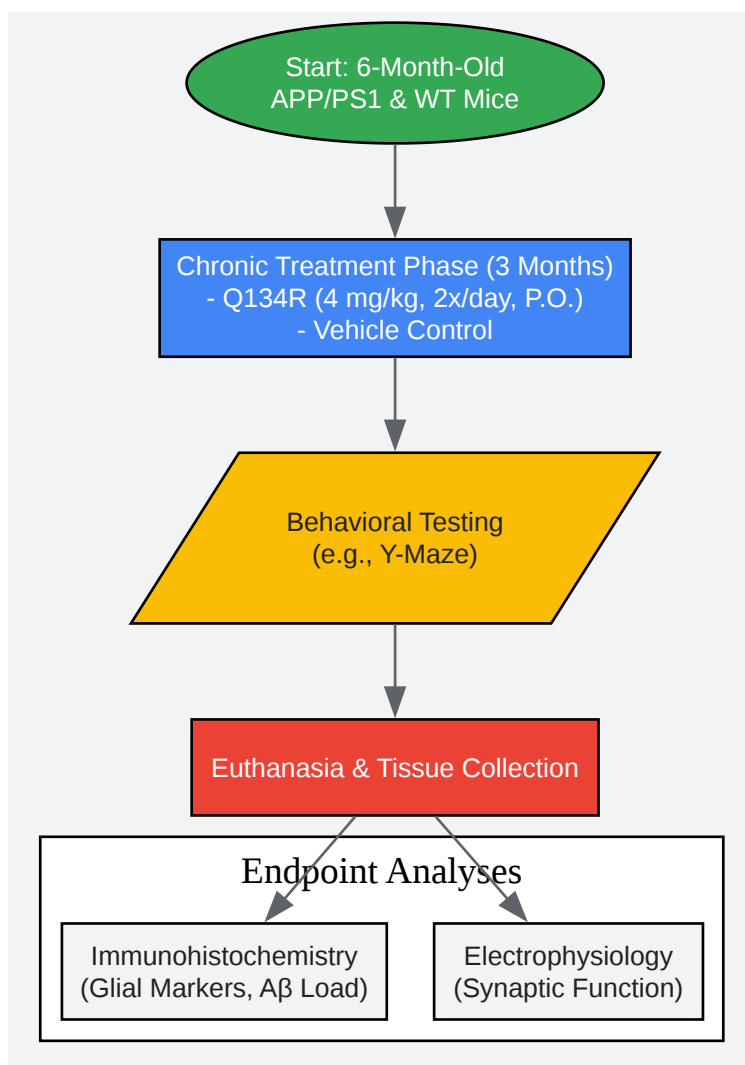 Start: 6-Month-Old
APP/PS1 & WT Mice
Chronic Treatment Phase (3 Months)
- Q134R (4 mg/kg, 2x/day, P.O.)
- Vehicle Control
Behavioral Testing
(e.g., Y-Maze)
Euthanasia & Tissue Collection
Endpoint Analyses
Immunohistochemistry
(Glial Markers, Aβ Load)
Electrophysiology
(Synaptic Function)